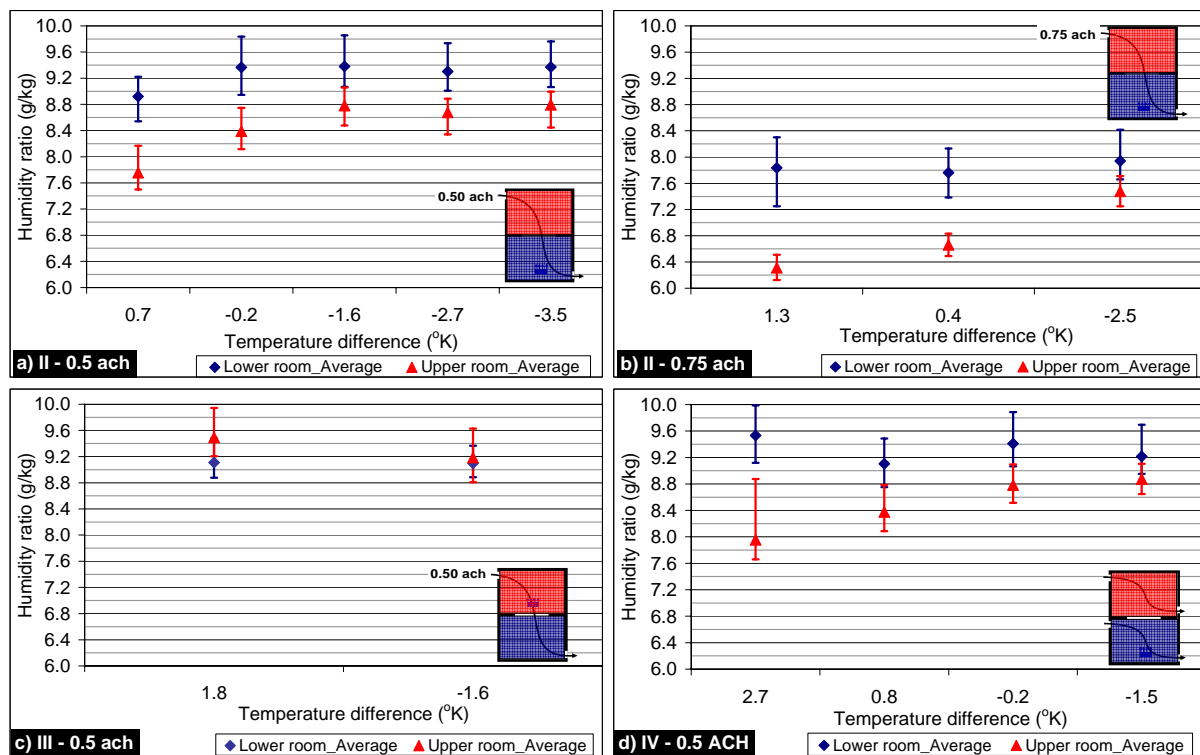 10.0
9.6
9.2
8.8
8.4
8.0
7.6
7.2
6.8
6.4
6.0
Humidity ratio (g/kg)
0.50 ach
0.7 -0.2 -1.6 -2.7 -3.5
Temperature difference (°K)
a) II - 0.5 ach
Lower room_Average Upper room_Average
10.0
9.6
9.2
8.8
8.4
8.0
7.6
7.2
6.8
6.4
6.0
Humidity ratio (g/kg)
0.75 ach
1.3 0.4 -2.5
Temperature difference (°K)
b) II - 0.75 ach
Lower room_Average Upper room_Average
10.0
9.6
9.2
8.8
8.4
8.0
7.6
7.2
6.8
6.4
6.0
Humidity ratio (g/kg)
0.50 ach
1.8 -1.6
Temperature difference (°K)
c) III - 0.5 ach
Lower room_Average Upper room_Average
10.0
9.6
9.2
8.8
8.4
8.0
7.6
7.2
6.8
6.4
6.0
Humidity ratio (g/kg)
2.7 0.8 -0.2 -1.5
Temperature difference (°K)
d) IV - 0.5 ACH
Lower room_Average Upper room_Average